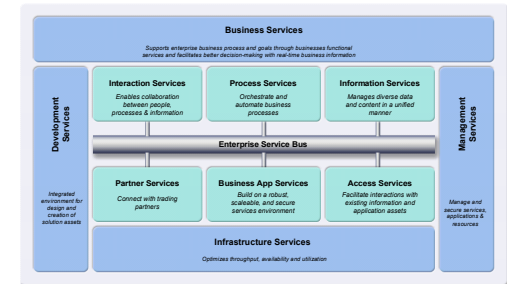 Business Services
Supports enterprise business process and goals through businesses functional
services and facilitates better decision-making with real-time business information
Development
Services
Integrated
environment for
design and
creation of
solution assets
Interaction Services
Enables collaboration
between people,
processes & information
Process Services
Orchestrate and
automate business
processes
Information Services
Manages diverse data
and content in a unified
manner
Management
Services
Manage and
secure services,
applications &
resources
Enterprise Service Bus
Partner Services
Connect with trading
partners
Business App Services
Build on a robust,
scaleable, and secure
services environment
Access Services
Facilitate interactions with
existing information and
application assets
Infrastructure Services
Optimizes throughput, availability and utilization